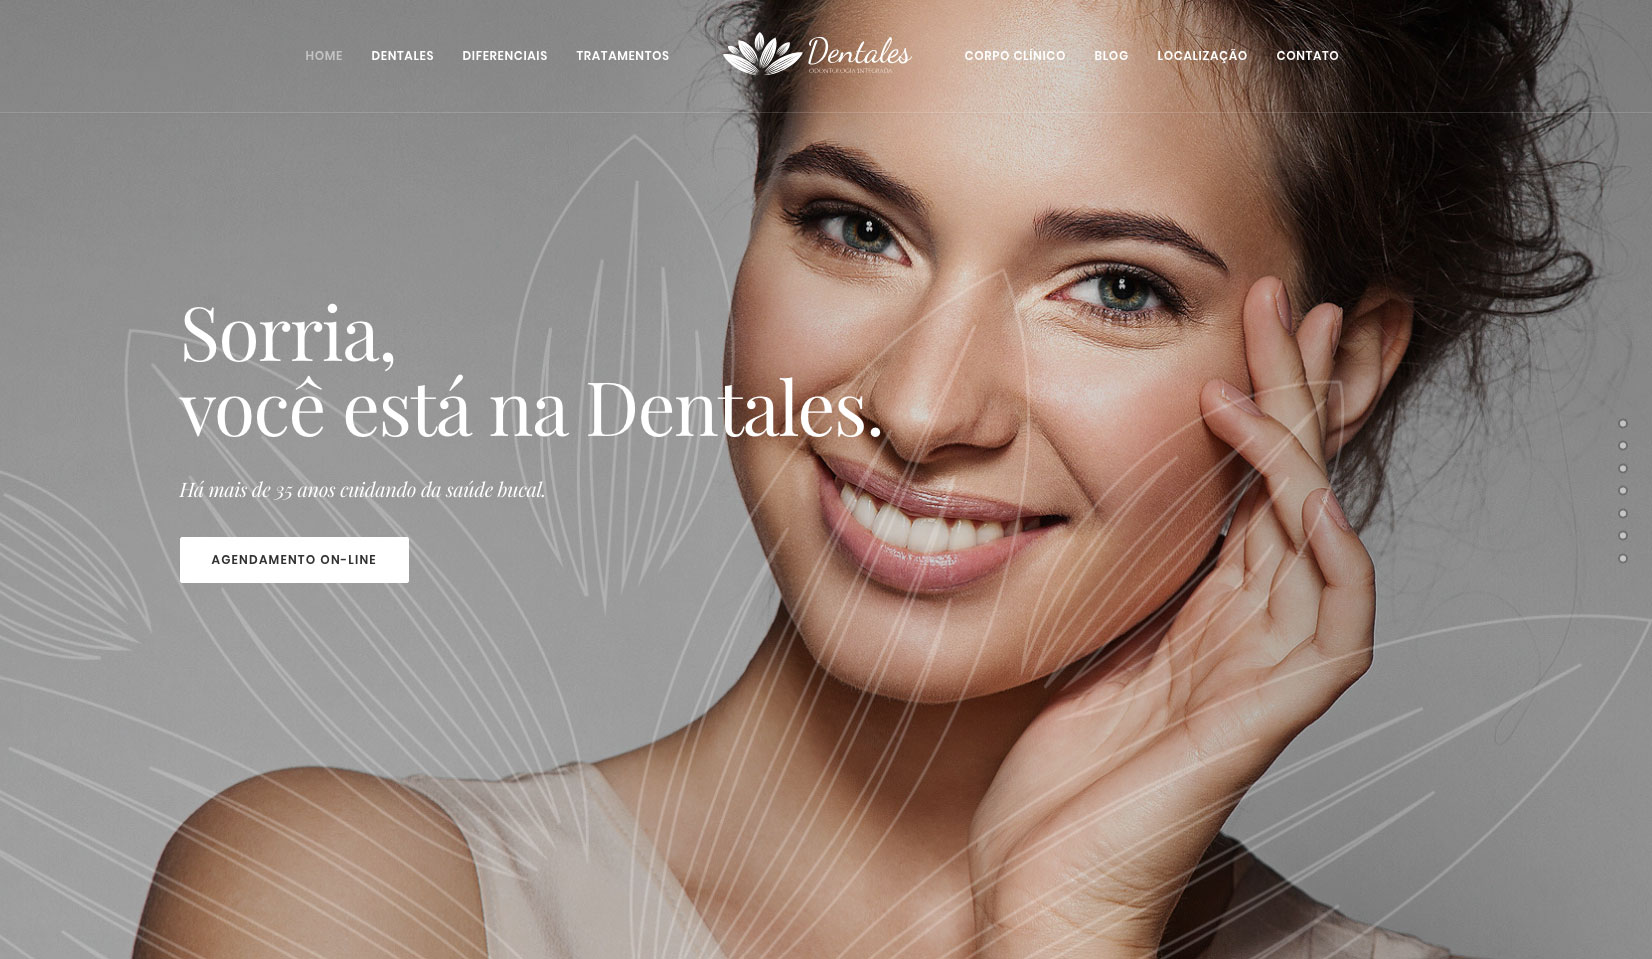 HOME
DENTALES
DIFERENCIAIS
TRATAMENTOS
Dentales
ODONTOLOGIA INTEGRADA
CORPO CLÍNICO
BLOG
LOCALIZAÇÃO
CONTATO
Sorria,
você está na Dentales.
Há mais de 35 anos cuidando da saúde bucal.
AGENDAMENTO ON-LINE